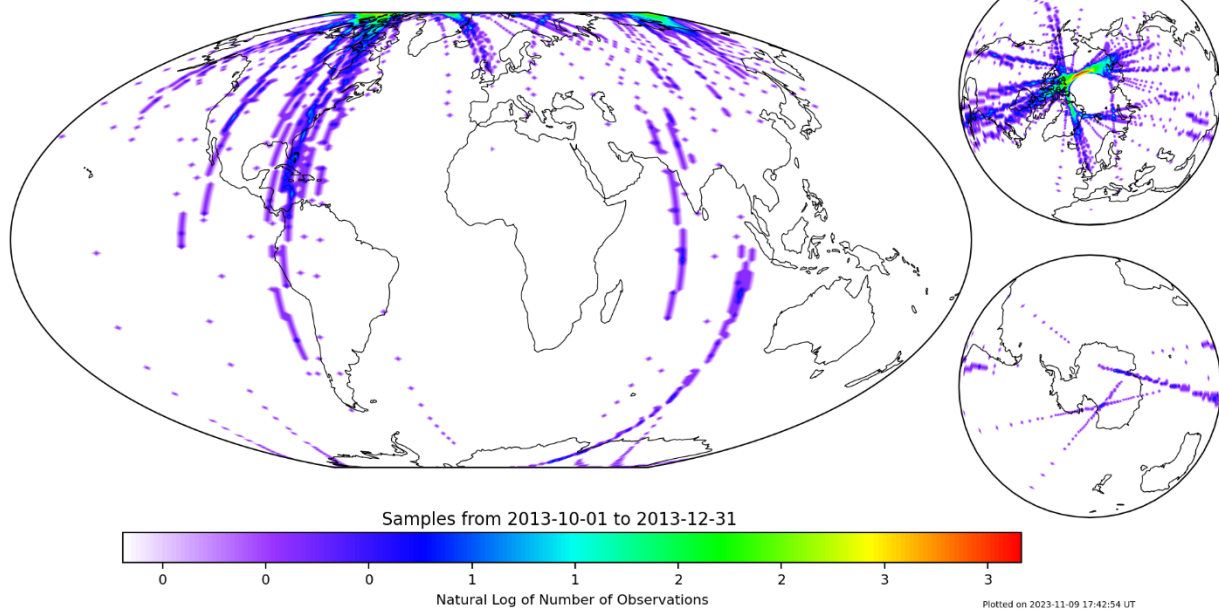 Samples from 2013-10-01 to 2013-12-31
0 0 0 1 1 2 2 3 3
Natural Log of Number of Observations
Plotted on 2023-11-09 17:42:54 UT